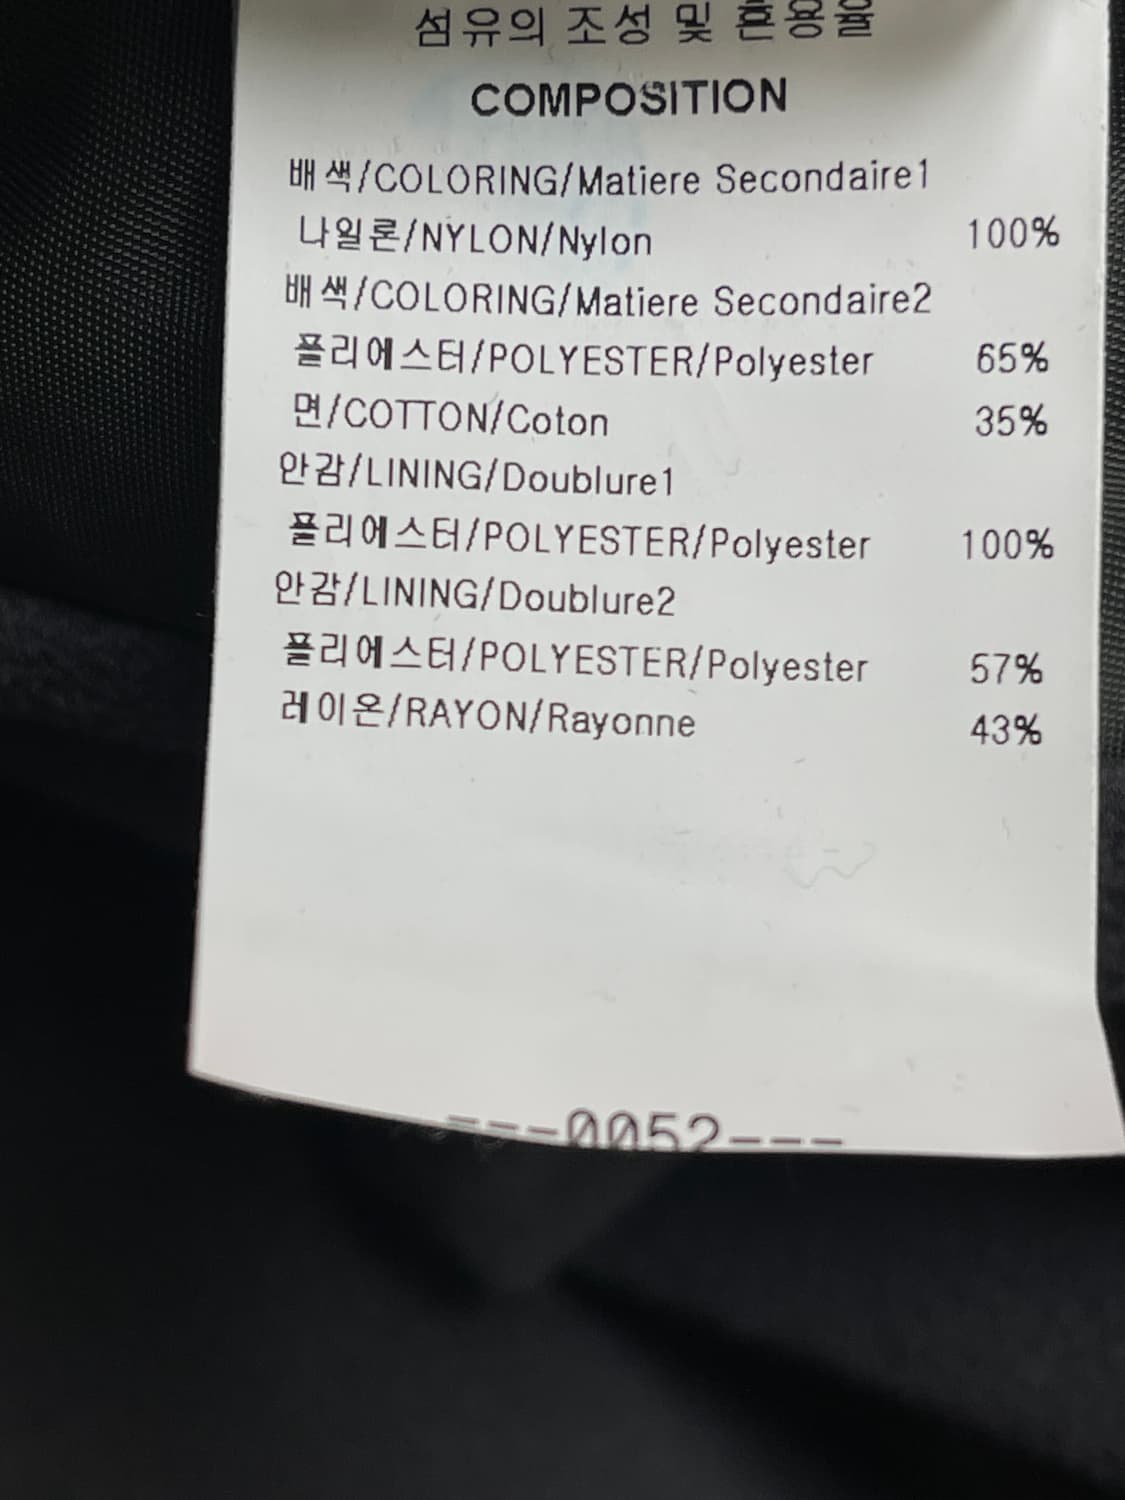 섬유의 조성 및 혼용율
COMPOSITION
배색/COLORING/Matiere Secondaire1
나일론/NYLON/Nylon 100%
배색/COLORING/Matiere Secondaire2
폴리에스터/POLYESTER/Polyester 65%
면/COTTON/Coton 35%
안감/LINING/Doublure1
폴리에스터/POLYESTER/Polyester 100%
안감/LINING/Doublure2
폴리에스터/POLYESTER/Polyester 57%
레이온/RAYON/Rayonne 43%
---0052---